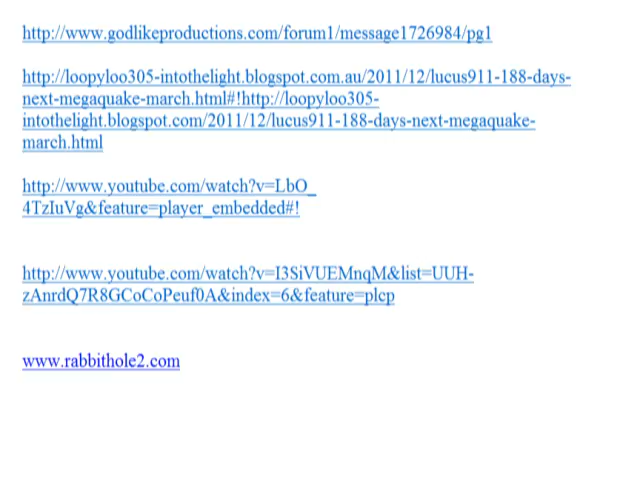 http://www.godlikeproductions.com/forum1/message1726984/pg1
http://loopyloo305-intothelight.blogspot.com.au/2011/12/lucus911-188-days-
next-megaquake-march.html#!http://loopyloo305-
intothelight.blogspot.com/2011/12/lucus911-188-days-next-megaquake-
march.html
http://www.youtube.com/watch?v=LbO_
4TzIuVg&feature=player_embedded#!
http://www.youtube.com/watch?v=I3SiVUEMnqM&list=UUH-
zAnrdQ7R8GCoCoPeuf0A&index=6&feature=plcp
www.rabbithole2.com